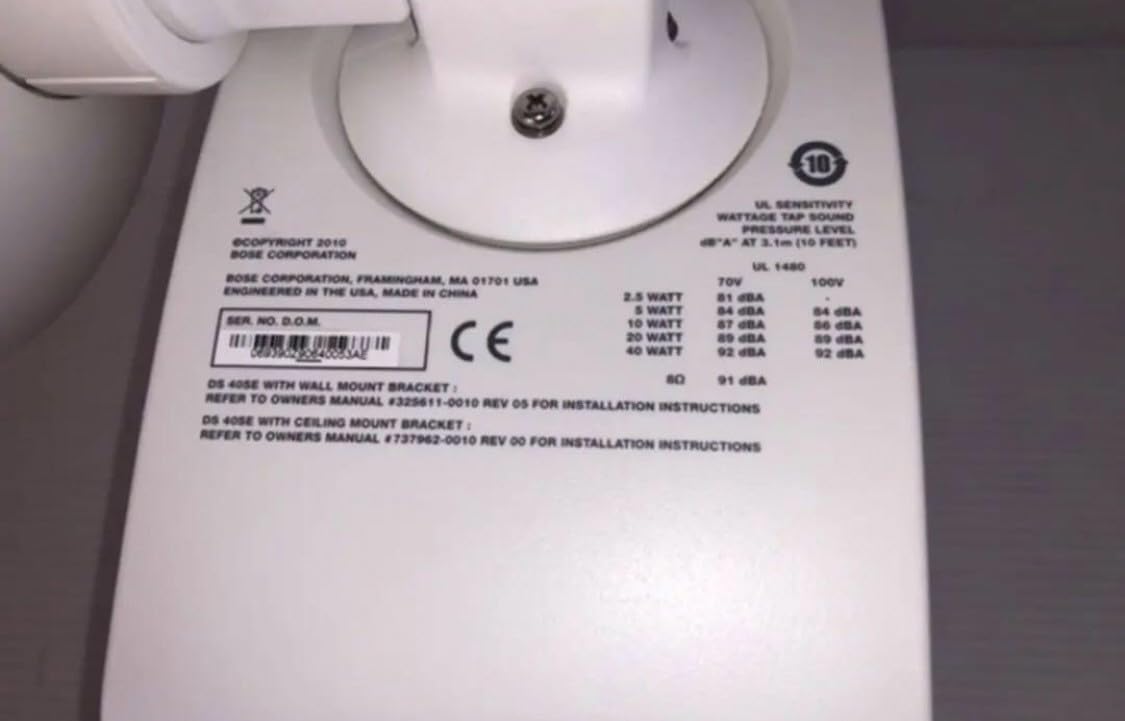 10
UL SENSITIVITY
WATTAGE TAP SOUND
PRESSURE LEVEL
dB"A" AT 3.1m (10 FEET)
©COPYRIGHT 2010
BOSE CORPORATION
BOSE CORPORATION, FRAMINGHAM, MA 01701 USA
ENGINEERED IN THE USA, MADE IN CHINA
UL 1480
70V 100V
2.5 WATT 81 dBA -
5 WATT 84 dBA 84 dBA
10 WATT 87 dBA 86 dBA
20 WATT 89 dBA 89 dBA
40 WATT 92 dBA 92 dBA
8Ω 91 dBA
SER. NO. D.O.M.
069390290640053AE
CE
DS 40SE WITH WALL MOUNT BRACKET :
REFER TO OWNERS MANUAL #325611-0010 REV 05 FOR INSTALLATION INSTRUCTIONS
DS 40SE WITH CEILING MOUNT BRACKET :
REFER TO OWNERS MANUAL #737962-0010 REV 00 FOR INSTALLATION INSTRUCTIONS